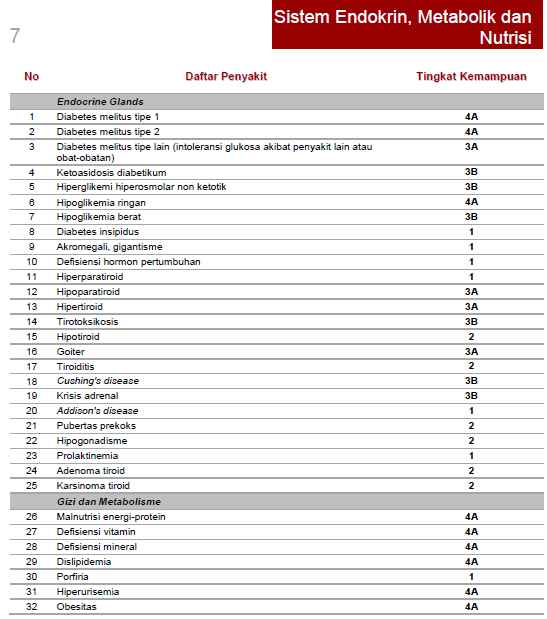 7
Sistem Endokrin, Metabolik dan
Nutrisi
No Daftar Penyakit Tingkat Kemampuan
Endocrine Glands
1 Diabetes melitus tipe 1 4A
2 Diabetes melitus tipe 2 4A
3 Diabetes melitus tipe lain (intoleransi glukosa akibat penyakit lain atau 3A
obat-obatan)
4 Ketoasidosis diabetikum 3B
5 Hiperglikemi hiperosmolar non ketotik 3B
6 Hipoglikemia ringan 4A
7 Hipoglikemia berat 3B
8 Diabetes insipidus 1
9 Akromegali, gigantisme 1
10 Defisiensi hormon pertumbuhan 1
11 Hiperparatiroid 1
12 Hipoparatiroid 3A
13 Hipertiroid 3A
14 Tirotoksikosis 3B
15 Hipotiroid 2
16 Goiter 3A
17 Tiroiditis 2
18 Cushing's disease 3B
19 Krisis adrenal 3B
20 Addison's disease 1
21 Pubertas prekoks 2
22 Hipogonadisme 2
23 Prolaktinemia 1
24 Adenoma tiroid 2
25 Karsinoma tiroid 2
Gizi dan Metabolisme
26 Malnutrisi energi-protein 4A
27 Defisiensi vitamin 4A
28 Defisiensi mineral 4A
29 Dislipidemia 4A
30 Porfiria 1
31 Hiperurisemia 4A
32 Obesitas 4A